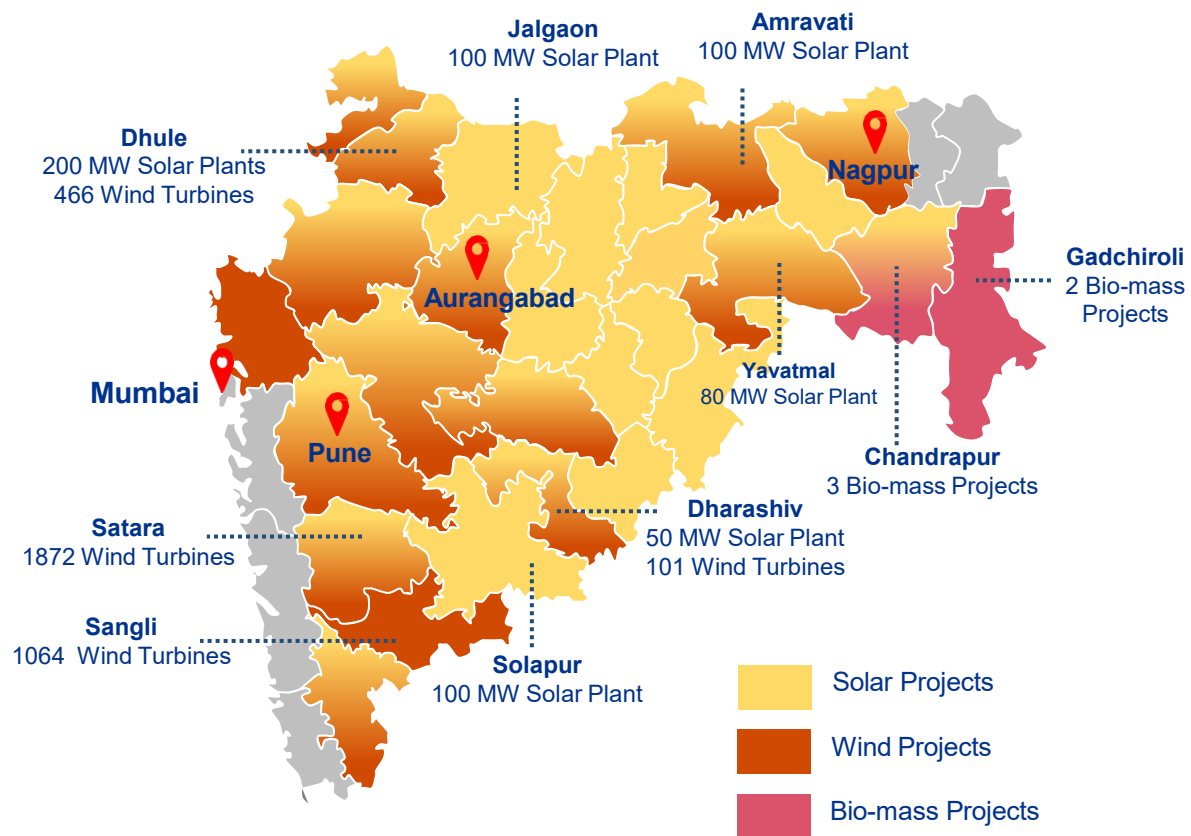 Jalgaon
100 MW Solar Plant
Amravati
100 MW Solar Plant
Dhule
200 MW Solar Plants
466 Wind Turbines
Nagpur
Aurangabad
Gadchiroli
2 Bio-mass
Projects
Mumbai
Yavatmal
80 MW Solar Plant
Pune
Chandrapur
3 Bio-mass Projects
Satara
1872 Wind Turbines
Dharashiv
50 MW Solar Plant
101 Wind Turbines
Sangli
1064 Wind Turbines
Solapur
100 MW Solar Plant
Solar Projects
Wind Projects
Bio-mass Projects